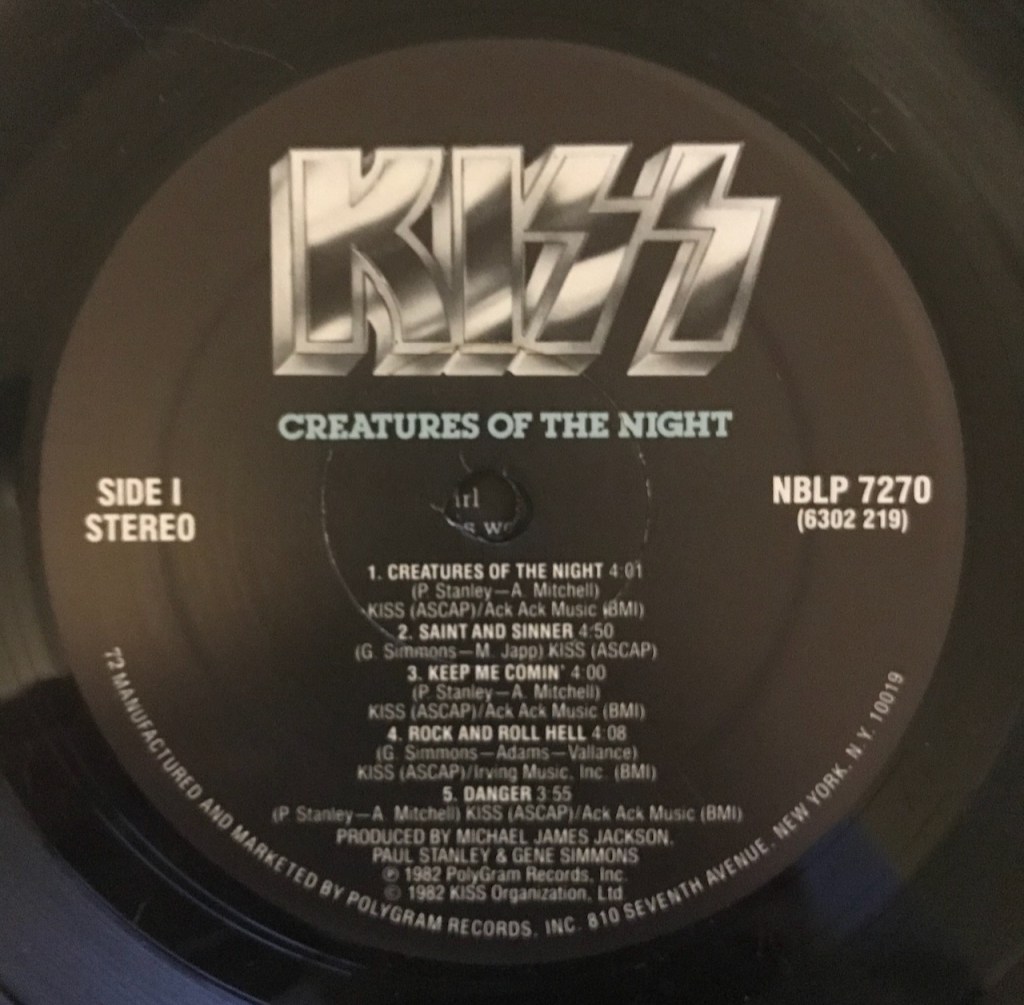 KISS
CREATURES OF THE NIGHT
SIDE I
STEREO
NBLP 7270
(6302 219)
irl
s wo
1. CREATURES OF THE NIGHT 4:01
(P. Stanley—A. Mitchell)
KISS (ASCAP)/Ack Ack Music (BMI)
2. SAINT AND SINNER 4:50
(G. Simmons—M. Japp) KISS (ASCAP)
3. KEEP ME COMIN' 4:00
(P. Stanley—A. Mitchell)
KISS (ASCAP)/Ack Ack Music (BMI)
4. ROCK AND ROLL HELL 4:08
(G. Simmons—Adams—Vallance)
KISS (ASCAP)/Irving Music, Inc. (BMI)
5. DANGER 3:55
(P. Stanley—A. Mitchell) KISS (ASCAP)/Ack Ack Music (BMI)
PRODUCED BY MICHAEL JAMES JACKSON,
PAUL STANLEY & GENE SIMMONS
℗ 1982 PolyGram Records, Inc.
© 1982 KISS Organization, Ltd.
72 MANUFACTURED AND MARKETED BY POLYGRAM RECORDS, INC. 810 SEVENTH AVENUE, NEW YORK, N.Y. 10019